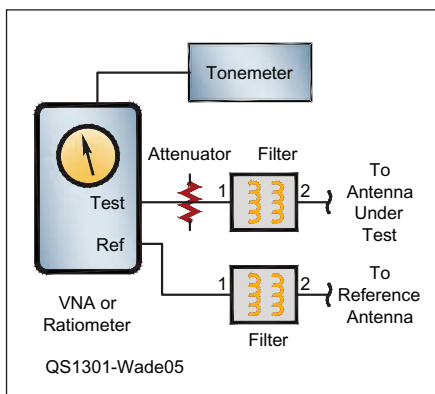 Tonemeter
Attenuator
Filter
To
Antenna
Under
Test
1
2
Test
Ref
1
2
To
Reference
Antenna
VNA or
Ratiometer
Filter
QS1301-Wade05